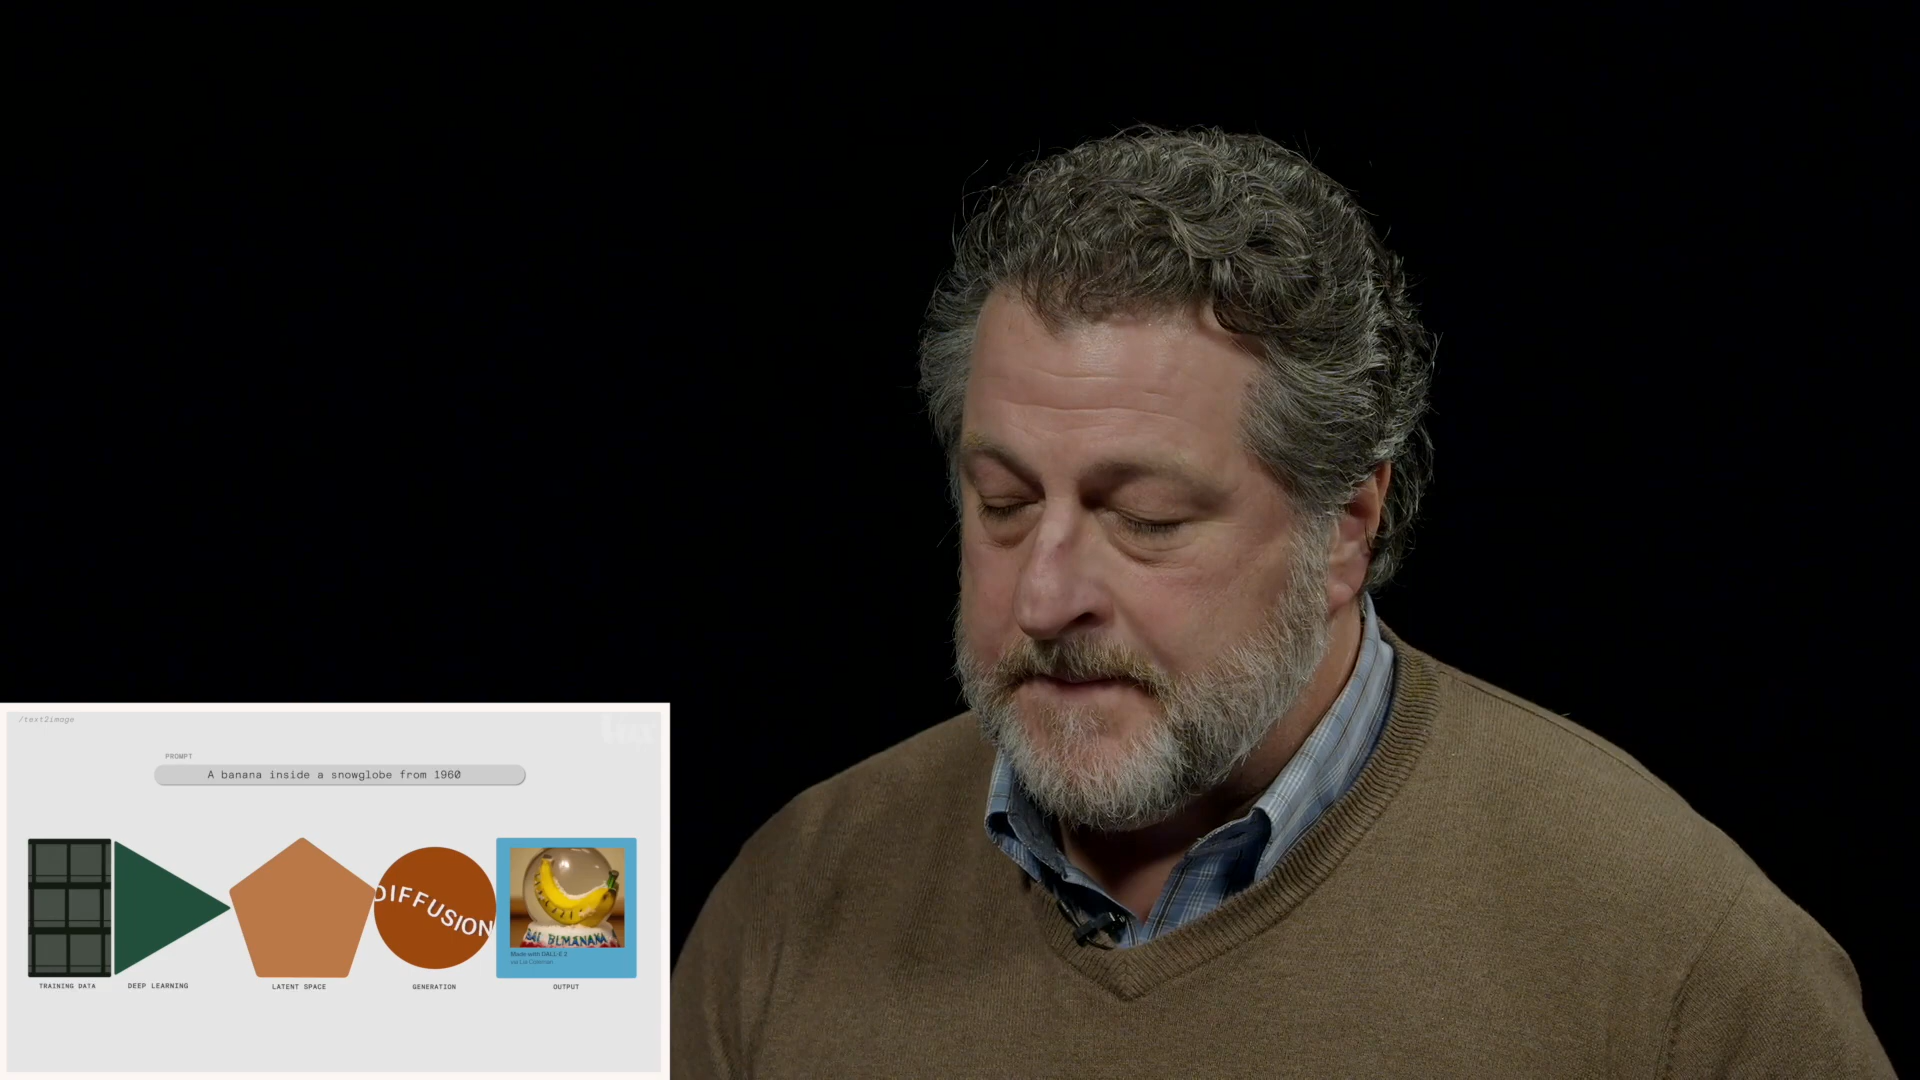 /text2image
PROMPT
A banana inside a snowglobe from 1960
DIFFUSION
Made with DALL-E 2
TRAINING DATA
DEEP LEARNING
LATENT SPACE
GENERATION
OUTPUT